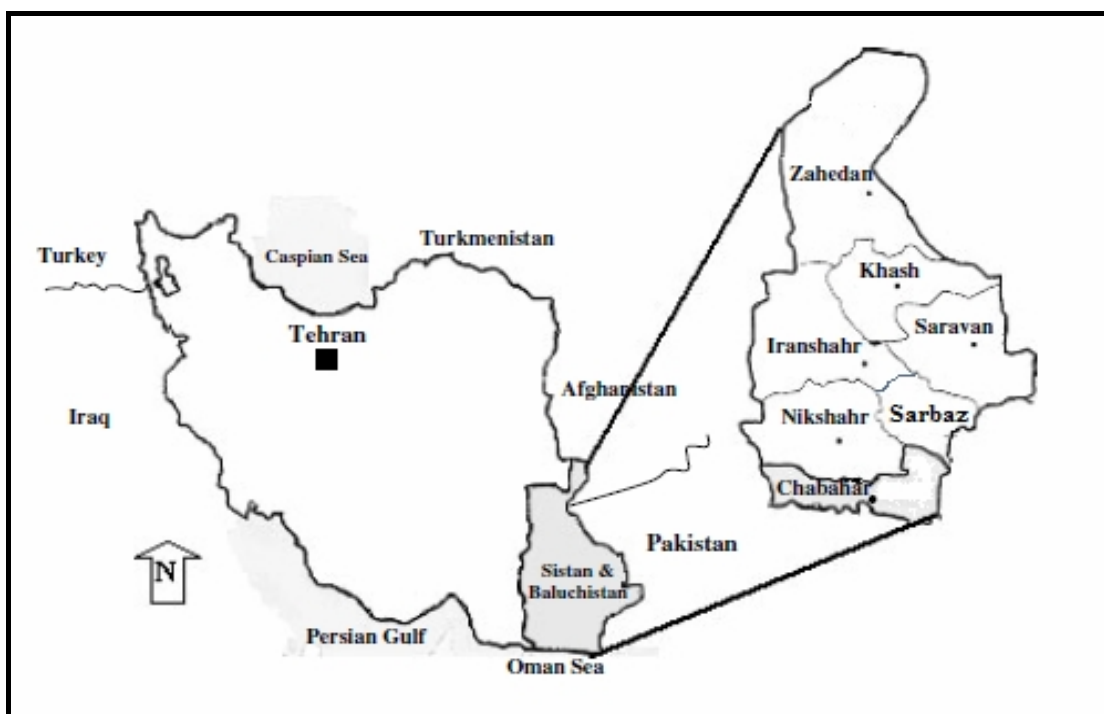 Zahedan
Turkmenistan
Turkey
Caspian Sea
Khash
Tehran
Saravan
Iranshahr
Afghanistan
Iraq
Nikshahr
Sarbaz
Chabahar
Pakistan
N
Sistan &
Baluchistan
Persian Gulf
Oman Sea